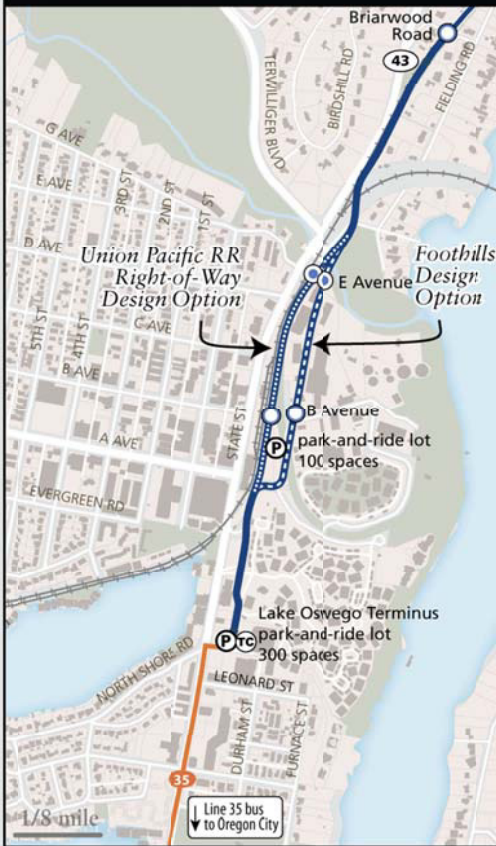 Briarwood
Road
43
FIELDING RD
BIRDSHILL RD
TERWILLIGER BLVD
G AVE
E AVE
3RD ST
2ND ST
1ST ST
D AVE
Union Pacific RR
Right-of-Way
Design Option
Foothills
Design
Option
E Avenue
5TH ST
4TH ST
C AVE
B AVE
STATE ST
B Avenue
A AVE
P
park-and-ride lot
100 spaces
EVERGREEN RD
Lake Oswego Terminus
P TC
park-and-ride lot
300 spaces
NORTH SHORE RD
LEONARD ST
DURHAM ST
FURNACE ST
35
Line 35 bus
to Oregon City
1/8 mile